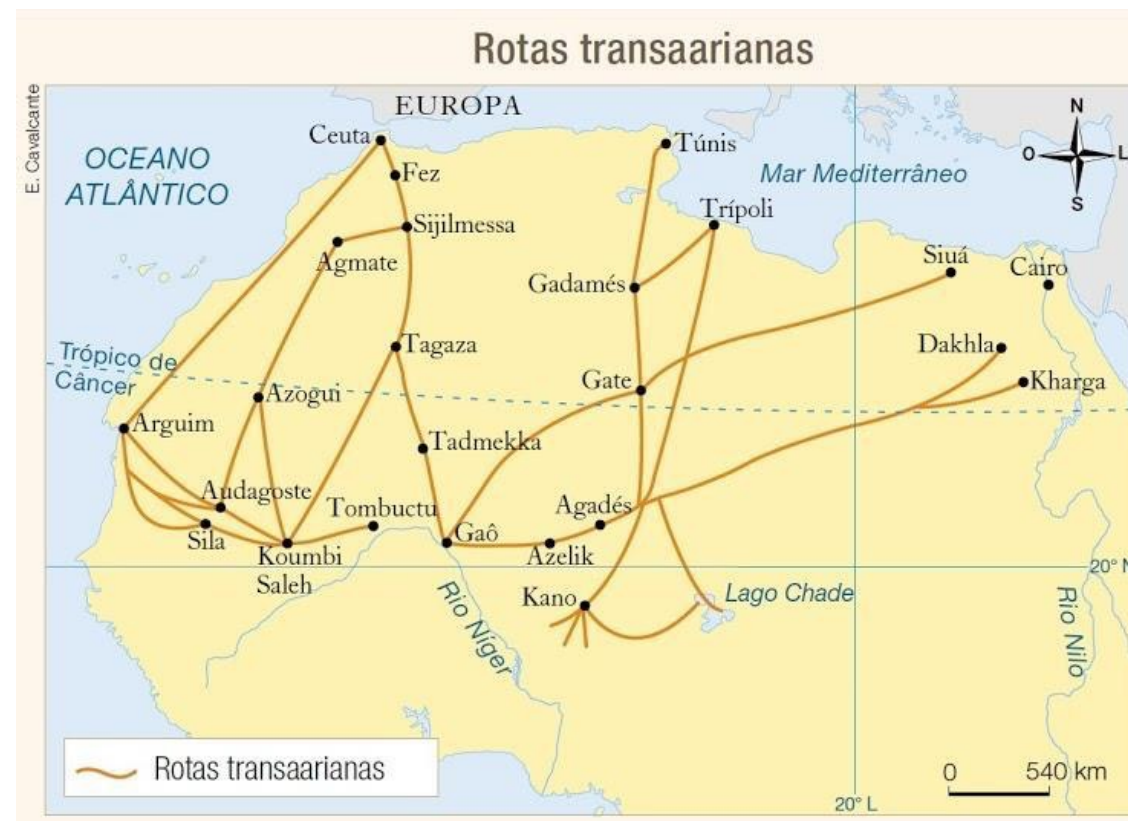 Rotas transaarianas
E. Cavalcante
EUROPA
N
O
L
S
Ceuta
Túnis
OCEANO
ATLÂNTICO
Fez
Mar Mediterrâneo
Trípoli
Sijilmessa
Agmate
Siuá
Cairo
Gadamés
Tagaza
Dakhla
Trópico de
Câncer
Gate
Kharga
Azogui
Arguim
Tadmekka
Audagoste
Tombuctu
Agadés
Sila
Gaô
Koumbi
Saleh
Azelik
20° N
Kano
Lago Chade
Rio Níger
Rio Nilo
Rotas transaarianas
0 540 km
20° L